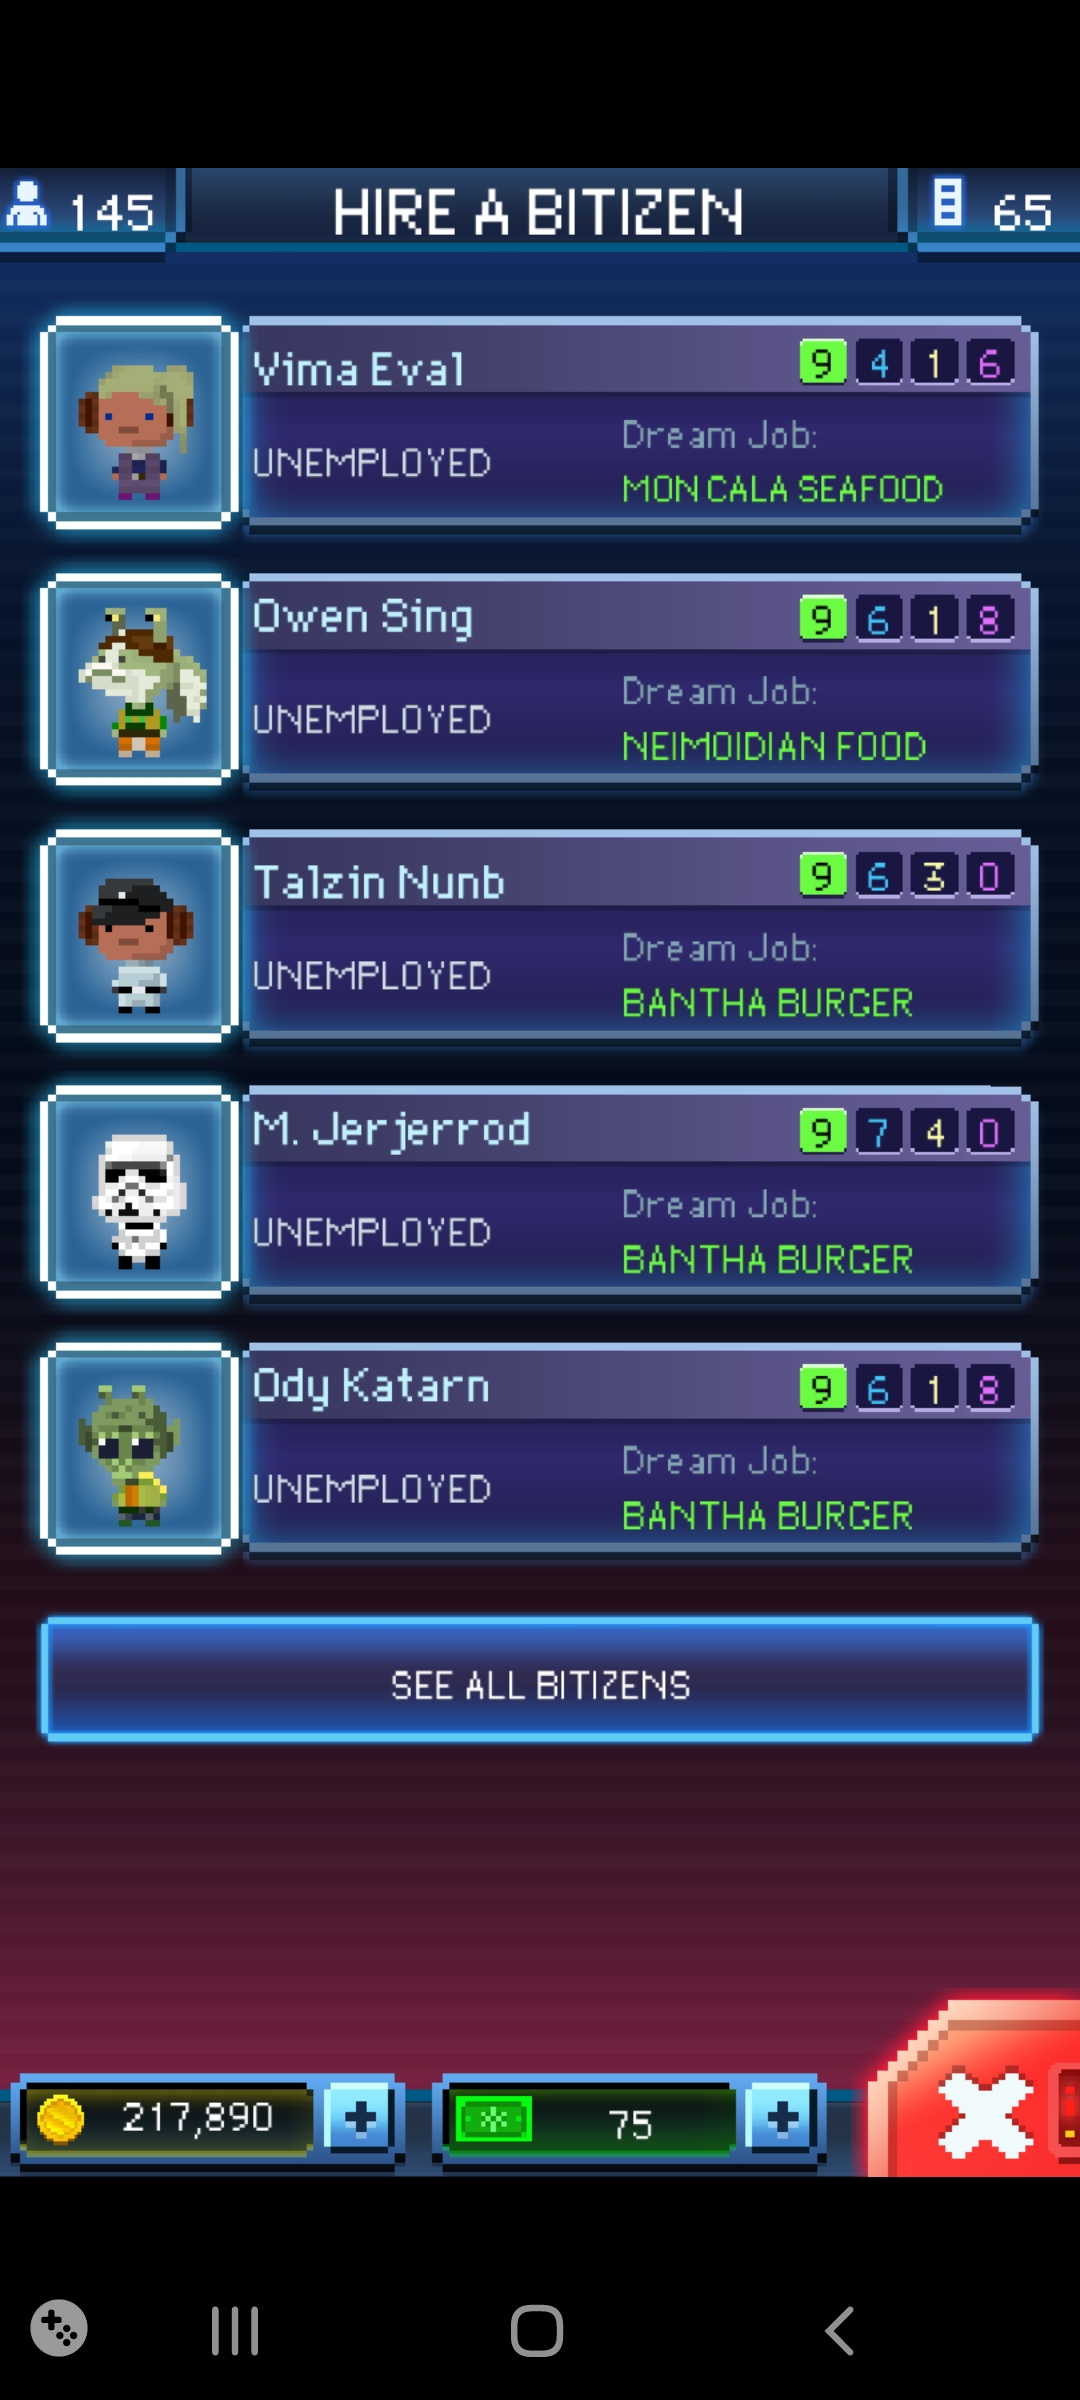 145 HIRE A BITIZEN 65
Vima Eval 9 4 1 6
Dream Job:
UNEMPLOYED
MON CALA SEAFOOD
Owen Sing 9 6 1 8
Dream Job:
UNEMPLOYED
NEIMOIDIAN FOOD
Talzin Nunb 9 6 3 0
Dream Job:
UNEMPLOYED
BANTHA BURGER
M. Jerjerrod 9 7 4 0
Dream Job:
UNEMPLOYED
BANTHA BURGER
Ody Katarn 9 6 1 8
Dream Job:
UNEMPLOYED
BANTHA BURGER
SEE ALL BITIZENS
217,890 + 75 +